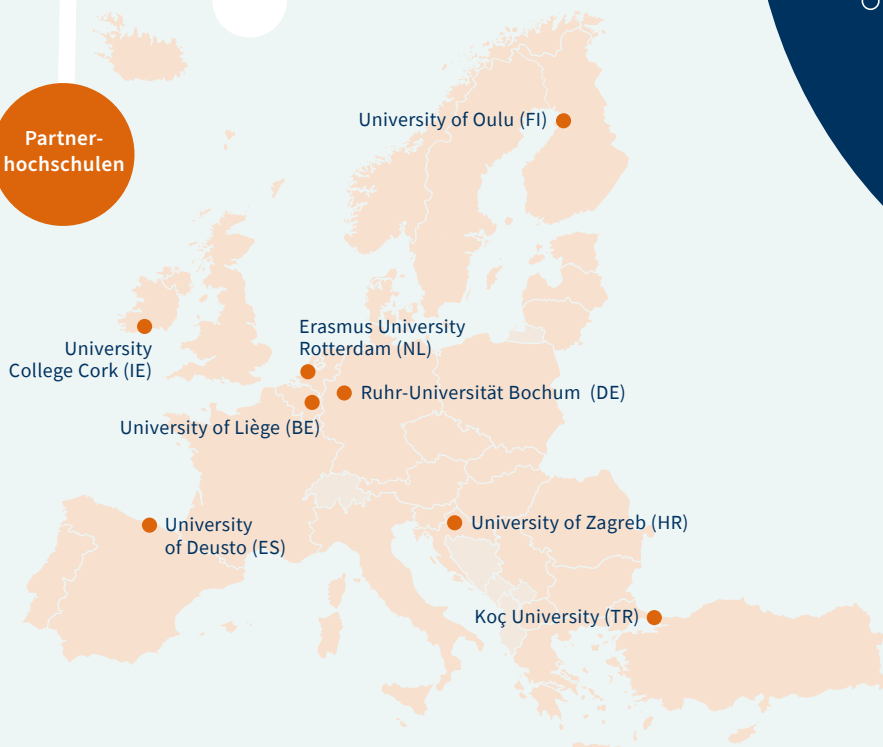 Partner-
hochschulen
University of Oulu (FI)
University
College Cork (IE)
Erasmus University
Rotterdam (NL)
Ruhr-Universität Bochum (DE)
University of Liège (BE)
University
of Deusto (ES)
University of Zagreb (HR)
Koç University (TR)